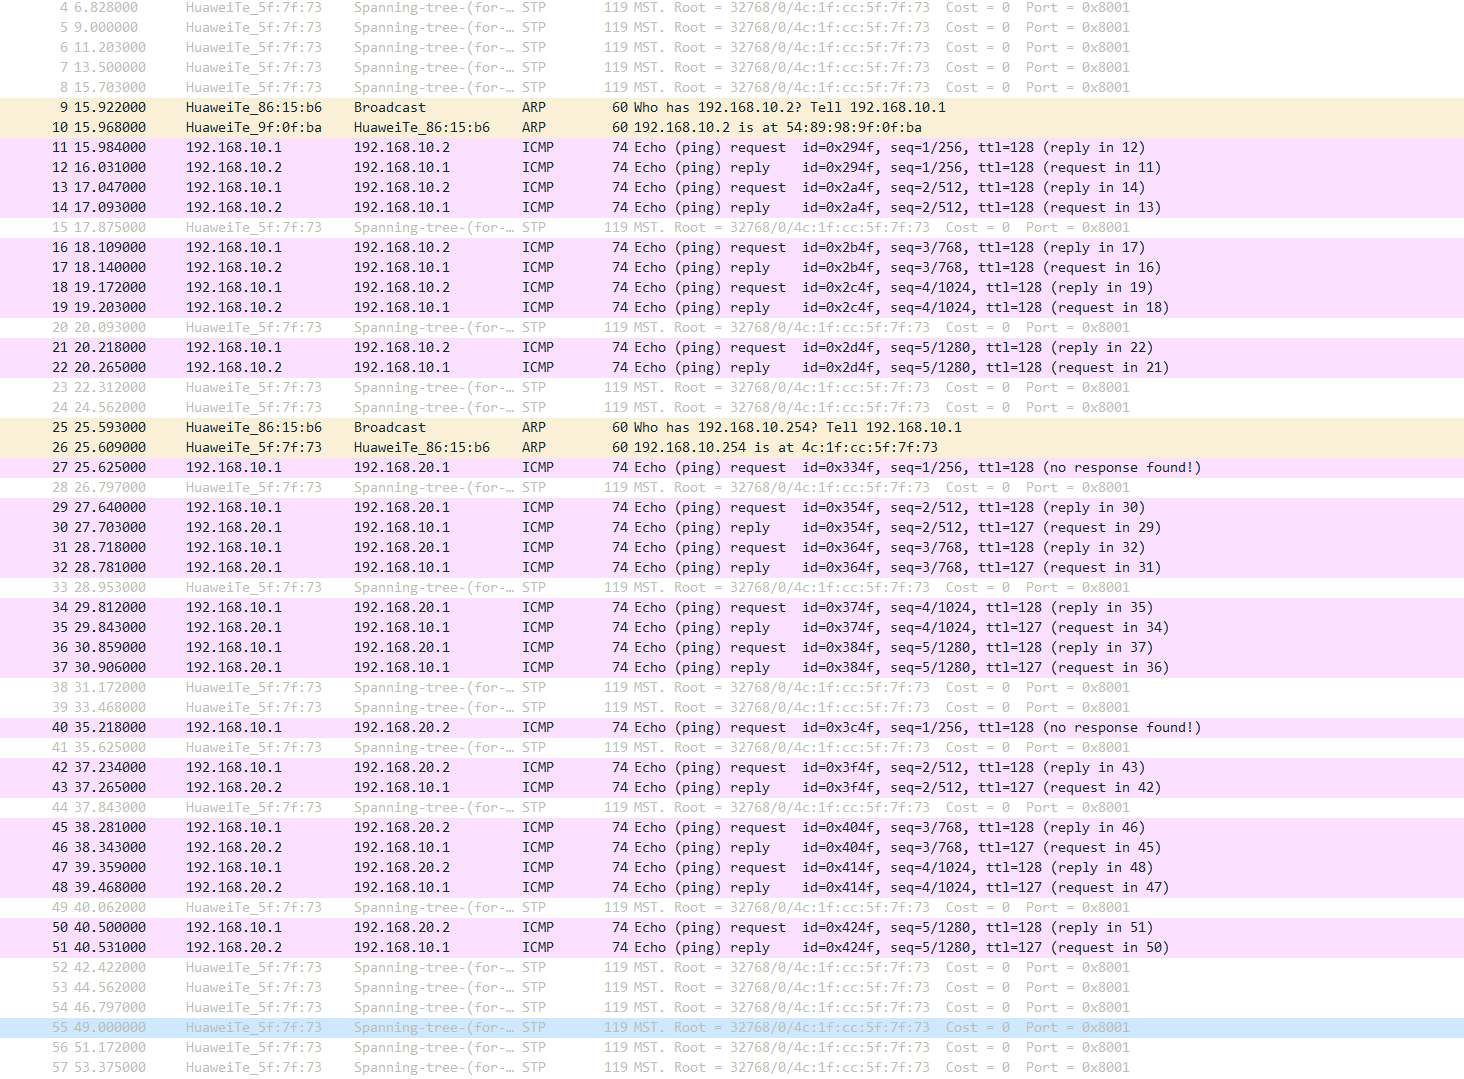 4 6.828000 HuaweiTe_5f:7f:73 Spanning-tree-(for-… STP 119 MST. Root = 32768/0/4c:1f:cc:5f:7f:73 Cost = 0 Port = 0x8001
5 9.000000 HuaweiTe_5f:7f:73 Spanning-tree-(for-… STP 119 MST. Root = 32768/0/4c:1f:cc:5f:7f:73 Cost = 0 Port = 0x8001
6 11.203000 HuaweiTe_5f:7f:73 Spanning-tree-(for-… STP 119 MST. Root = 32768/0/4c:1f:cc:5f:7f:73 Cost = 0 Port = 0x8001
7 13.500000 HuaweiTe_5f:7f:73 Spanning-tree-(for-… STP 119 MST. Root = 32768/0/4c:1f:cc:5f:7f:73 Cost = 0 Port = 0x8001
8 15.703000 HuaweiTe_5f:7f:73 Spanning-tree-(for-… STP 119 MST. Root = 32768/0/4c:1f:cc:5f:7f:73 Cost = 0 Port = 0x8001
9 15.922000 HuaweiTe_86:15:b6 Broadcast ARP 60 Who has 192.168.10.2? Tell 192.168.10.1
10 15.968000 HuaweiTe_9f:0f:ba HuaweiTe_86:15:b6 ARP 60 192.168.10.2 is at 54:89:98:9f:0f:ba
11 15.984000 192.168.10.1 192.168.10.2 ICMP 74 Echo (ping) request id=0x294f, seq=1/256, ttl=128 (reply in 12)
12 16.031000 192.168.10.2 192.168.10.1 ICMP 74 Echo (ping) reply id=0x294f, seq=1/256, ttl=128 (request in 11)
13 17.047000 192.168.10.1 192.168.10.2 ICMP 74 Echo (ping) request id=0x2a4f, seq=2/512, ttl=128 (reply in 14)
14 17.093000 192.168.10.2 192.168.10.1 ICMP 74 Echo (ping) reply id=0x2a4f, seq=2/512, ttl=128 (request in 13)
15 17.875000 HuaweiTe_5f:7f:73 Spanning-tree-(for-… STP 119 MST. Root = 32768/0/4c:1f:cc:5f:7f:73 Cost = 0 Port = 0x8001
16 18.109000 192.168.10.1 192.168.10.2 ICMP 74 Echo (ping) request id=0x2b4f, seq=3/768, ttl=128 (reply in 17)
17 18.140000 192.168.10.2 192.168.10.1 ICMP 74 Echo (ping) reply id=0x2b4f, seq=3/768, ttl=128 (request in 16)
18 19.172000 192.168.10.1 192.168.10.2 ICMP 74 Echo (ping) request id=0x2c4f, seq=4/1024, ttl=128 (reply in 19)
19 19.203000 192.168.10.2 192.168.10.1 ICMP 74 Echo (ping) reply id=0x2c4f, seq=4/1024, ttl=128 (request in 18)
20 20.093000 HuaweiTe_5f:7f:73 Spanning-tree-(for-… STP 119 MST. Root = 32768/0/4c:1f:cc:5f:7f:73 Cost = 0 Port = 0x8001
21 20.218000 192.168.10.1 192.168.10.2 ICMP 74 Echo (ping) request id=0x2d4f, seq=5/1280, ttl=128 (reply in 22)
22 20.265000 192.168.10.2 192.168.10.1 ICMP 74 Echo (ping) reply id=0x2d4f, seq=5/1280, ttl=128 (request in 21)
23 22.312000 HuaweiTe_5f:7f:73 Spanning-tree-(for-… STP 119 MST. Root = 32768/0/4c:1f:cc:5f:7f:73 Cost = 0 Port = 0x8001
24 24.562000 HuaweiTe_5f:7f:73 Spanning-tree-(for-… STP 119 MST. Root = 32768/0/4c:1f:cc:5f:7f:73 Cost = 0 Port = 0x8001
25 25.593000 HuaweiTe_86:15:b6 Broadcast ARP 60 Who has 192.168.10.254? Tell 192.168.10.1
26 25.609000 HuaweiTe_5f:7f:73 HuaweiTe_86:15:b6 ARP 60 192.168.10.254 is at 4c:1f:cc:5f:7f:73
27 25.625000 192.168.10.1 192.168.20.1 ICMP 74 Echo (ping) request id=0x334f, seq=1/256, ttl=128 (no response found!)
28 26.797000 HuaweiTe_5f:7f:73 Spanning-tree-(for-… STP 119 MST. Root = 32768/0/4c:1f:cc:5f:7f:73 Cost = 0 Port = 0x8001
29 27.640000 192.168.10.1 192.168.20.1 ICMP 74 Echo (ping) request id=0x354f, seq=2/512, ttl=128 (reply in 30)
30 27.703000 192.168.20.1 192.168.10.1 ICMP 74 Echo (ping) reply id=0x354f, seq=2/512, ttl=127 (request in 29)
31 28.718000 192.168.10.1 192.168.20.1 ICMP 74 Echo (ping) request id=0x364f, seq=3/768, ttl=128 (reply in 32)
32 28.781000 192.168.20.1 192.168.10.1 ICMP 74 Echo (ping) reply id=0x364f, seq=3/768, ttl=127 (request in 31)
33 28.953000 HuaweiTe_5f:7f:73 Spanning-tree-(for-… STP 119 MST. Root = 32768/0/4c:1f:cc:5f:7f:73 Cost = 0 Port = 0x8001
34 29.812000 192.168.10.1 192.168.20.1 ICMP 74 Echo (ping) request id=0x374f, seq=4/1024, ttl=128 (reply in 35)
35 29.843000 192.168.20.1 192.168.10.1 ICMP 74 Echo (ping) reply id=0x374f, seq=4/1024, ttl=127 (request in 34)
36 30.859000 192.168.10.1 192.168.20.1 ICMP 74 Echo (ping) request id=0x384f, seq=5/1280, ttl=128 (reply in 37)
37 30.906000 192.168.20.1 192.168.10.1 ICMP 74 Echo (ping) reply id=0x384f, seq=5/1280, ttl=127 (request in 36)
38 31.172000 HuaweiTe_5f:7f:73 Spanning-tree-(for-… STP 119 MST. Root = 32768/0/4c:1f:cc:5f:7f:73 Cost = 0 Port = 0x8001
39 33.468000 HuaweiTe_5f:7f:73 Spanning-tree-(for-… STP 119 MST. Root = 32768/0/4c:1f:cc:5f:7f:73 Cost = 0 Port = 0x8001
40 35.218000 192.168.10.1 192.168.20.2 ICMP 74 Echo (ping) request id=0x3c4f, seq=1/256, ttl=128 (no response found!)
41 35.625000 HuaweiTe_5f:7f:73 Spanning-tree-(for-… STP 119 MST. Root = 32768/0/4c:1f:cc:5f:7f:73 Cost = 0 Port = 0x8001
42 37.234000 192.168.10.1 192.168.20.2 ICMP 74 Echo (ping) request id=0x3f4f, seq=2/512, ttl=128 (reply in 43)
43 37.265000 192.168.20.2 192.168.10.1 ICMP 74 Echo (ping) reply id=0x3f4f, seq=2/512, ttl=127 (request in 42)
44 37.843000 HuaweiTe_5f:7f:73 Spanning-tree-(for-… STP 119 MST. Root = 32768/0/4c:1f:cc:5f:7f:73 Cost = 0 Port = 0x8001
45 38.281000 192.168.10.1 192.168.20.2 ICMP 74 Echo (ping) request id=0x404f, seq=3/768, ttl=128 (reply in 46)
46 38.343000 192.168.20.2 192.168.10.1 ICMP 74 Echo (ping) reply id=0x404f, seq=3/768, ttl=127 (request in 45)
47 39.359000 192.168.10.1 192.168.20.2 ICMP 74 Echo (ping) request id=0x414f, seq=4/1024, ttl=128 (reply in 48)
48 39.468000 192.168.20.2 192.168.10.1 ICMP 74 Echo (ping) reply id=0x414f, seq=4/1024, ttl=127 (request in 47)
49 40.062000 HuaweiTe_5f:7f:73 Spanning-tree-(for-… STP 119 MST. Root = 32768/0/4c:1f:cc:5f:7f:73 Cost = 0 Port = 0x8001
50 40.500000 192.168.10.1 192.168.20.2 ICMP 74 Echo (ping) request id=0x424f, seq=5/1280, ttl=128 (reply in 51)
51 40.531000 192.168.20.2 192.168.10.1 ICMP 74 Echo (ping) reply id=0x424f, seq=5/1280, ttl=127 (request in 50)
52 42.422000 HuaweiTe_5f:7f:73 Spanning-tree-(for-… STP 119 MST. Root = 32768/0/4c:1f:cc:5f:7f:73 Cost = 0 Port = 0x8001
53 44.562000 HuaweiTe_5f:7f:73 Spanning-tree-(for-… STP 119 MST. Root = 32768/0/4c:1f:cc:5f:7f:73 Cost = 0 Port = 0x8001
54 46.797000 HuaweiTe_5f:7f:73 Spanning-tree-(for-… STP 119 MST. Root = 32768/0/4c:1f:cc:5f:7f:73 Cost = 0 Port = 0x8001
55 49.000000 HuaweiTe_5f:7f:73 Spanning-tree-(for-… STP 119 MST. Root = 32768/0/4c:1f:cc:5f:7f:73 Cost = 0 Port = 0x8001
56 51.172000 HuaweiTe_5f:7f:73 Spanning-tree-(for-… STP 119 MST. Root = 32768/0/4c:1f:cc:5f:7f:73 Cost = 0 Port = 0x8001
57 53.375000 HuaweiTe_5f:7f:73 Spanning-tree-(for-… STP 119 MST. Root = 32768/0/4c:1f:cc:5f:7f:73 Cost = 0 Port = 0x8001